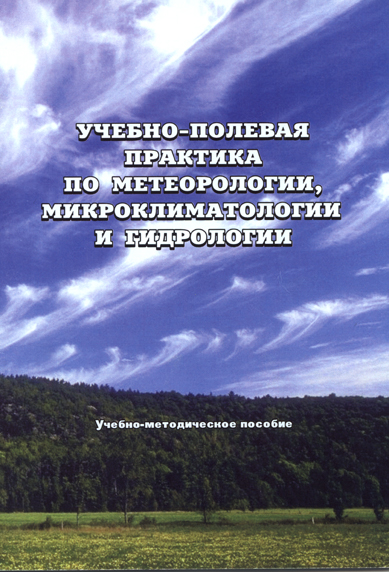 УЧЕБНО-ПОЛЕВАЯ
ПРАКТИКА
ПО МЕТЕОРОЛОГИИ,
МИКРОКЛИМАТОЛОГИИ
И ГИДРОЛОГИИ
Учебно-методическое пособие